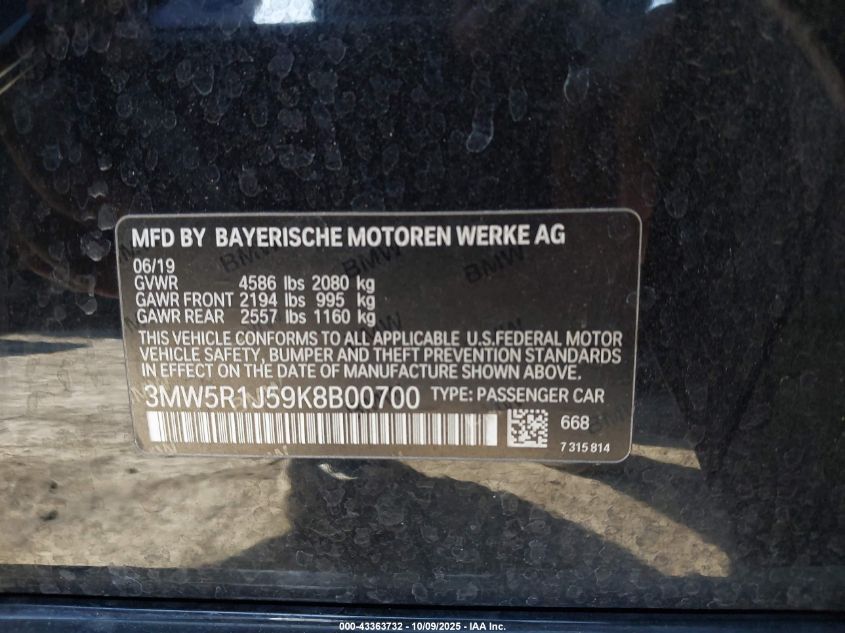 MFD BY BAYERISCHE MOTOREN WERKE AG
06/19
GVWR 4586 lbs 2080 kg
GAWR FRONT 2194 lbs 995 kg
GAWR REAR 2557 lbs 1160 kg
THIS VEHICLE CONFORMS TO ALL APPLICABLE U.S.FEDERAL MOTOR
VEHICLE SAFETY, BUMPER AND THEFT PREVENTION STANDARDS
IN EFFECT ON THE DATE OF MANUFACTURE SHOWN ABOVE.
3MW5R1J59K8B00700 TYPE: PASSENGER CAR
668
7 315 814
000-43363732 - 10/09/2025 - IAA Inc.